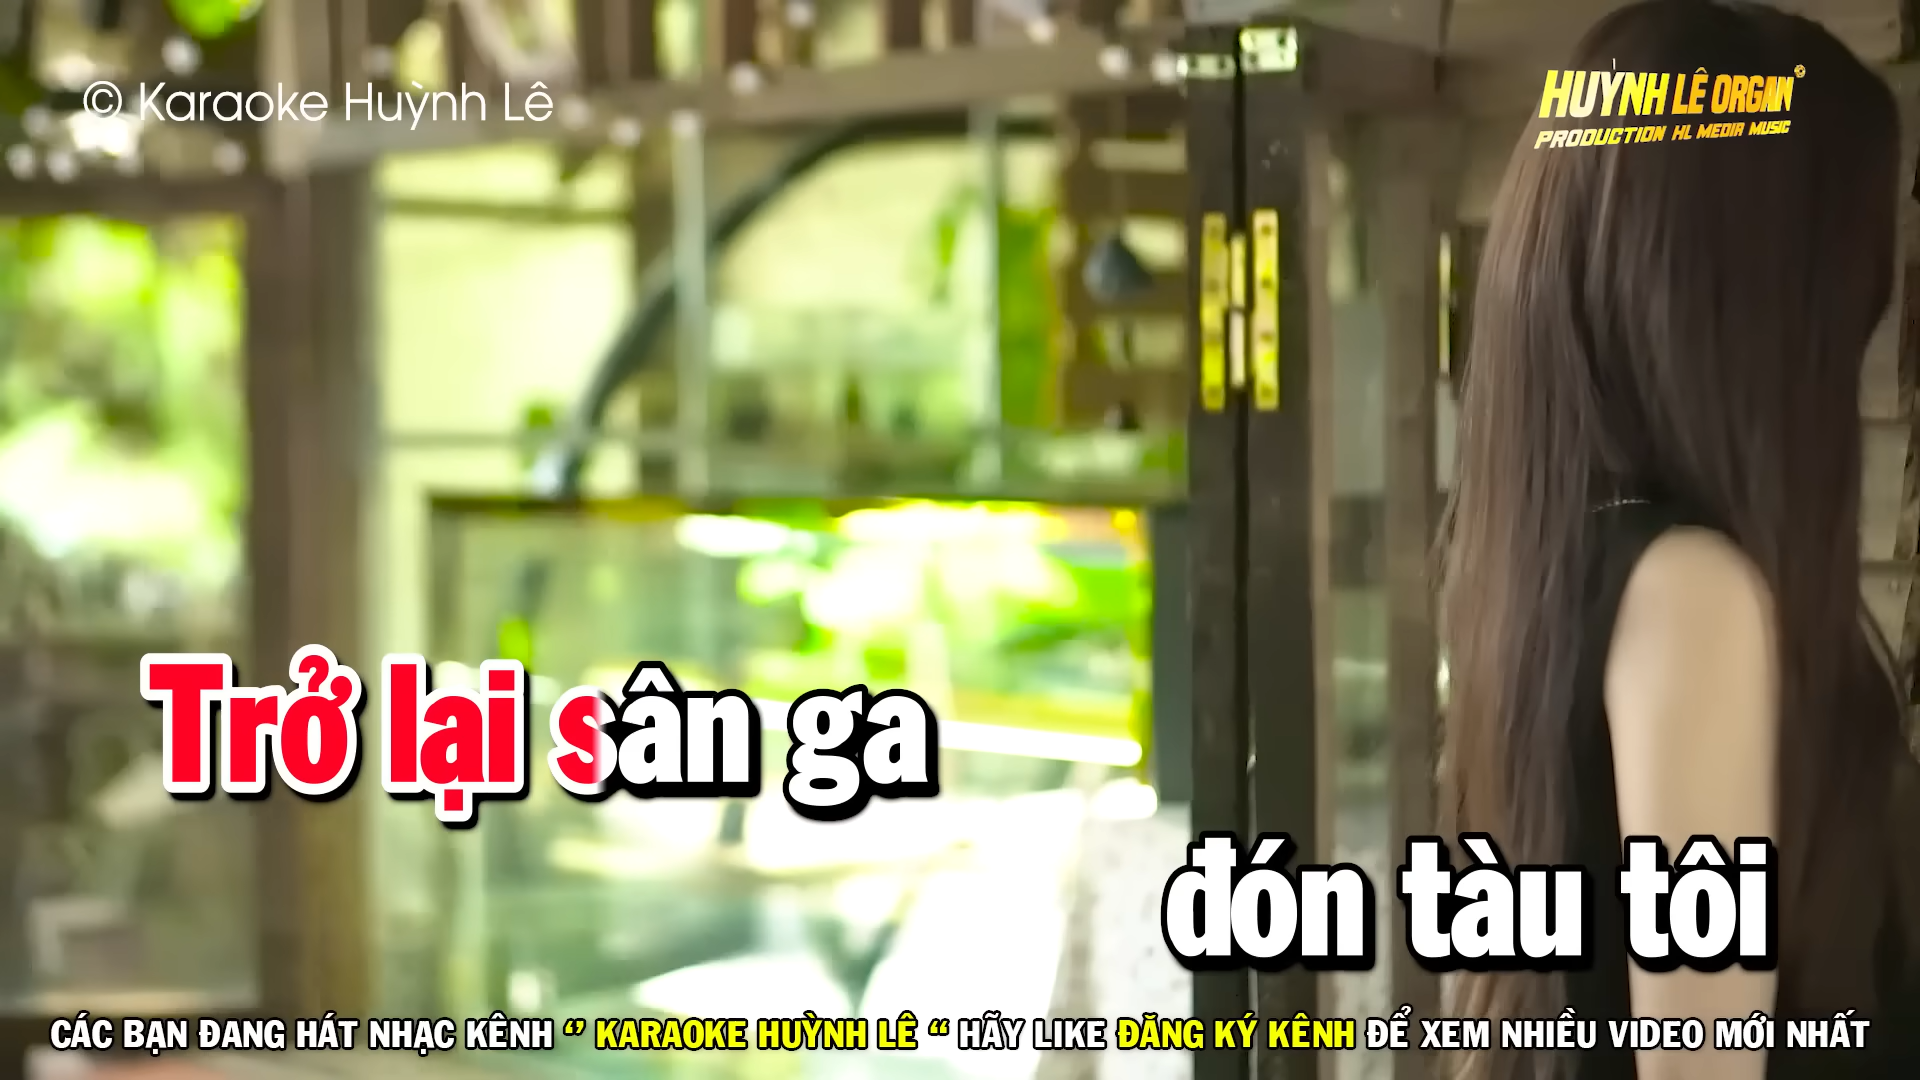 © Karaoke Huỳnh Lê
HUỲNH LÊ ORGAN
PRODUCTION HL MEDIA MUSIC
Trở lại sân ga
đón tàu tôi
CÁC BẠN ĐANG HÁT NHẠC KÊNH ‘’ KARAOKE HUỲNH LÊ “ HÃY LIKE ĐĂNG KÝ KÊNH ĐỂ XEM NHIỀU VIDEO MỚI NHẤT